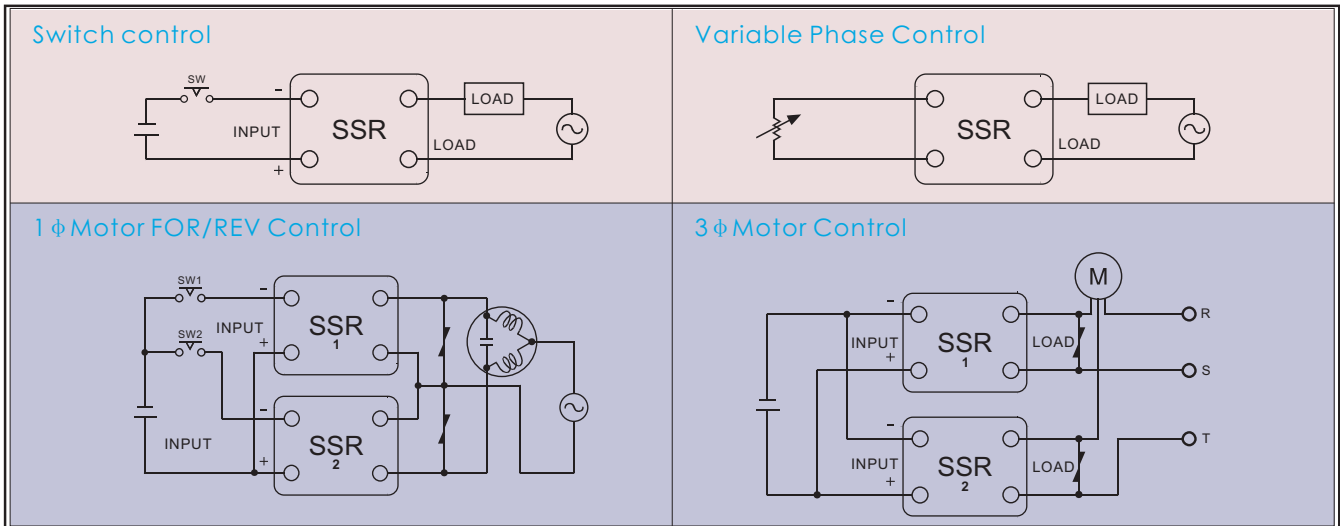 Switch control
SW
-
INPUT
+
SSR
LOAD
LOAD
Variable Phase Control
SSR
LOAD
LOAD
1 φ Motor FOR/REV Control
SW1
SW2
-
INPUT
+
SSR
1
-
INPUT
+
SSR
2
3 φ Motor Control
M
-
INPUT
+
SSR
1
LOAD
R
S
-
INPUT
+
SSR
2
LOAD
T